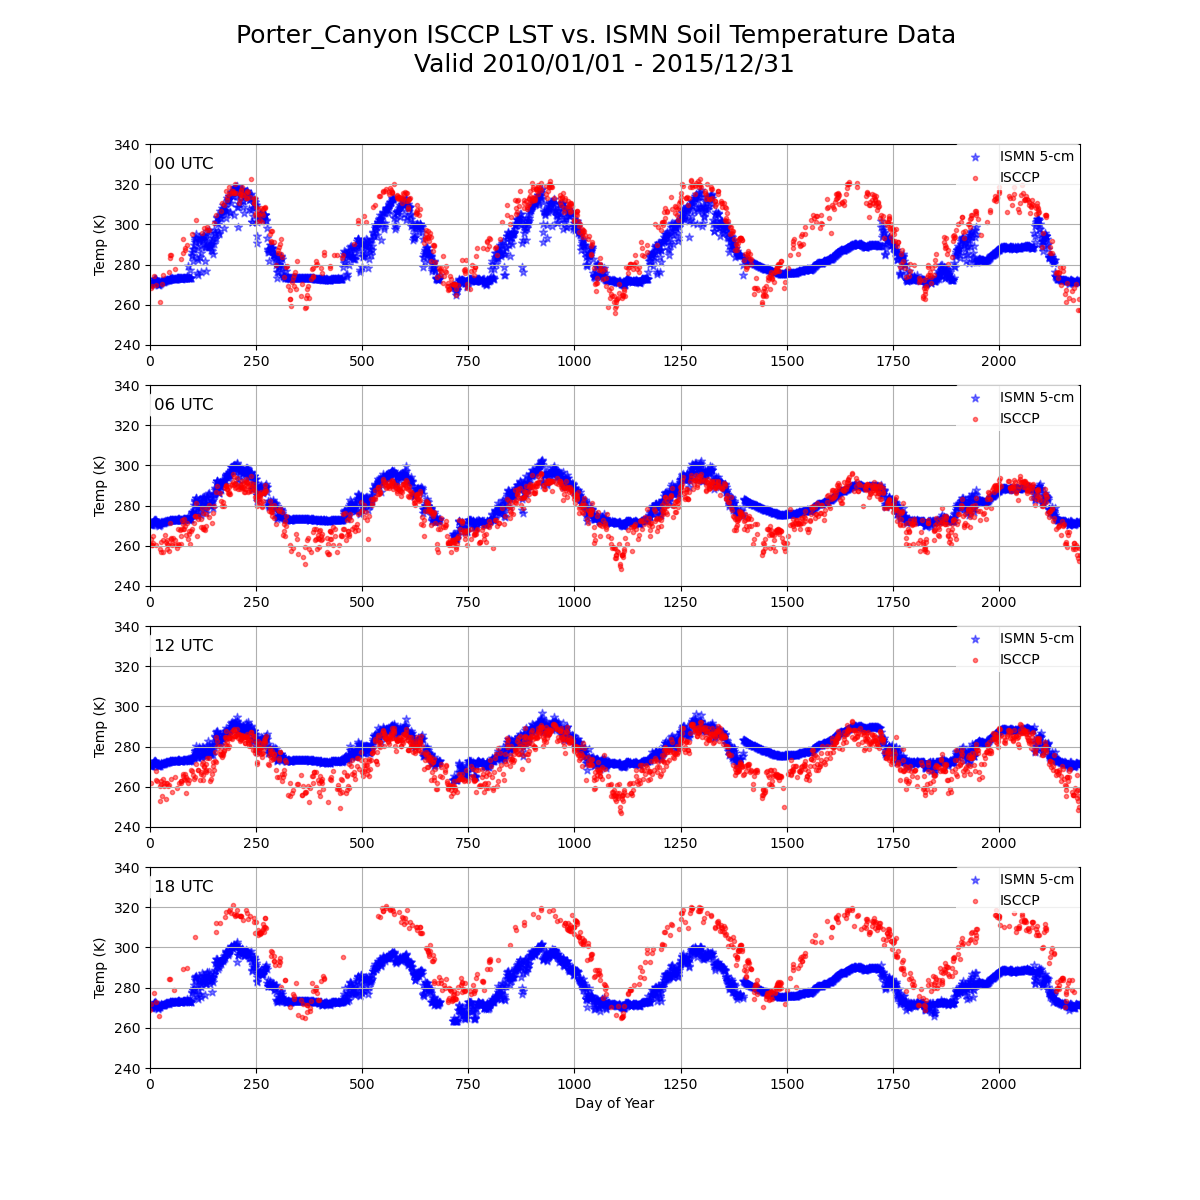 Porter_Canyon ISCCP LST vs. ISMN Soil Temperature Data
Valid 2010/01/01 - 2015/12/31
340
320
300
280
260
240
Temp (K)
00 UTC
ISMN 5-cm
ISCCP
0 250 500 750 1000 1250 1500 1750 2000
340
320
300
280
260
240
Temp (K)
06 UTC
ISMN 5-cm
ISCCP
0 250 500 750 1000 1250 1500 1750 2000
340
320
300
280
260
240
Temp (K)
12 UTC
ISMN 5-cm
ISCCP
0 250 500 750 1000 1250 1500 1750 2000
340
320
300
280
260
240
Temp (K)
18 UTC
ISMN 5-cm
ISCCP
0 250 500 750 1000 1250 1500 1750 2000
Day of Year